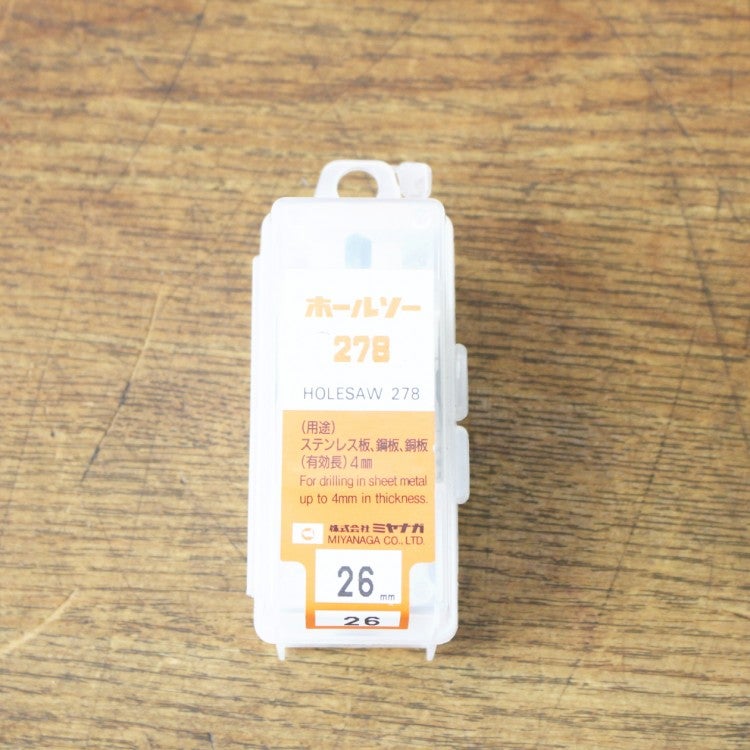 ホールソー
278
HOLESAW 278
(用途)
ステンレス板、鋼板、銅板
(有効長)4㎜
For drilling in sheet metal
up to 4mm in thickness.
株式会社 ミヤナガ
MIYANAGA CO., LTD.
26 mm
26